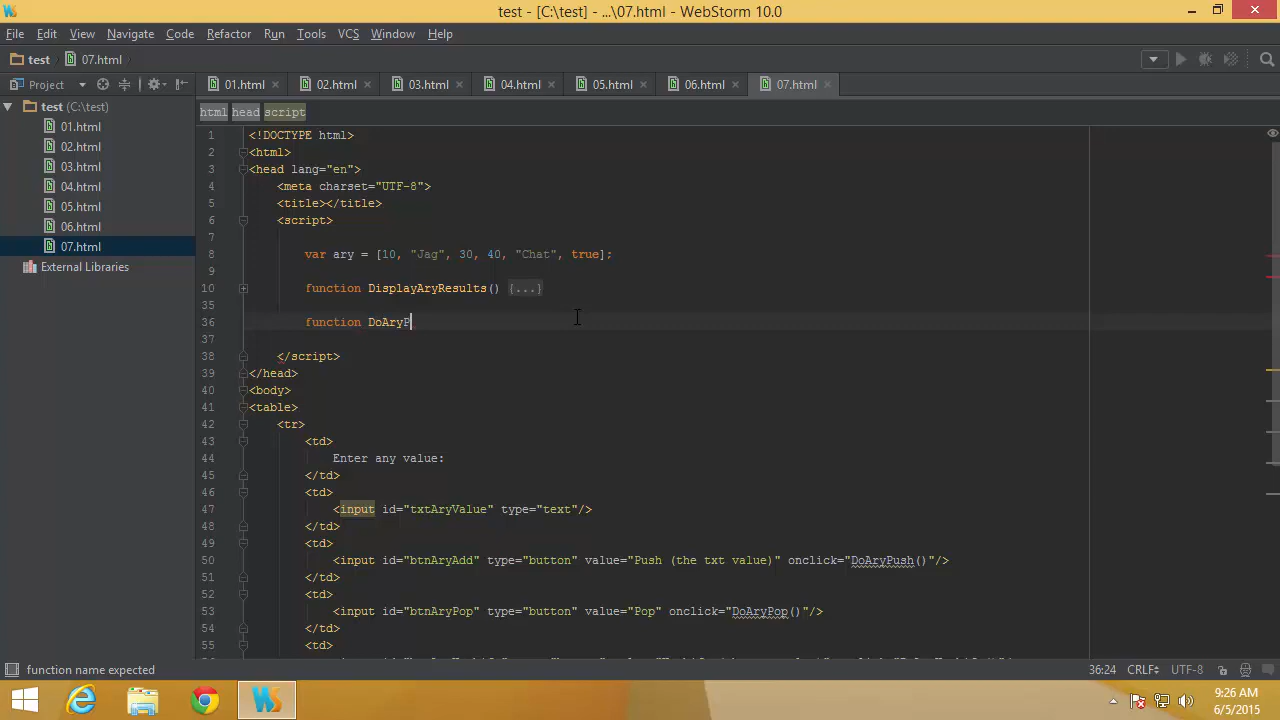 test - [C:\test] - ...\07.html - WebStorm 10.0
File Edit View Navigate Code Refactor Run Tools VCS Window Help
test 07.html
Project 01.html 02.html 03.html 04.html 05.html 06.html 07.html
test (C:\test)
01.html
02.html
03.html
04.html
05.html
06.html
07.html
External Libraries
html head script
1 <!DOCTYPE html>
2 <html>
3 <head lang="en">
4 <meta charset="UTF-8">
5 <title></title>
6 <script>
7
8 var ary = [10, "Jag", 30, 40, "Chat", true];
9
10 function DisplayAryResults() {...}
35
36 function DoAryP
37
38 </script>
39 </head>
40 <body>
41 <table>
42 <tr>
43 <td>
44 Enter any value:
45 </td>
46 <td>
47 <input id="txtAryValue" type="text"/>
48 </td>
49 <td>
50 <input id="btnAryAdd" type="button" value="Push (the txt value)" onclick="DoAryPush()"/>
51 </td>
52 <td>
53 <input id="btnAryPop" type="button" value="Pop" onclick="DoAryPop()"/>
54 </td>
55 <td>
function name expected 36:24 CRLF UTF-8
WS
9:26 AM
6/5/2015